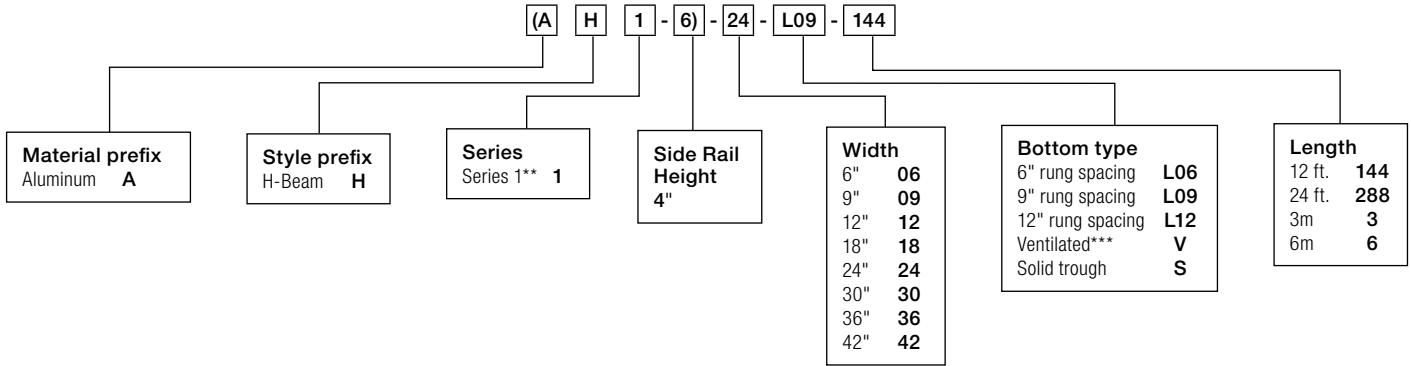 (A H 1 - 6) - 24 - L09 - 144
Material prefix
Aluminum A
Style prefix
H-Beam H
Series
Series 1** 1
Side Rail
Height
4"
Width
6" 06
9" 09
12" 12
18" 18
24" 24
30" 30
36" 36
42" 42
Bottom type
6" rung spacing L06
9" rung spacing L09
12" rung spacing L12
Ventilated*** V
Solid trough S
Length
12 ft. 144
24 ft. 288
3m 3
6m 6